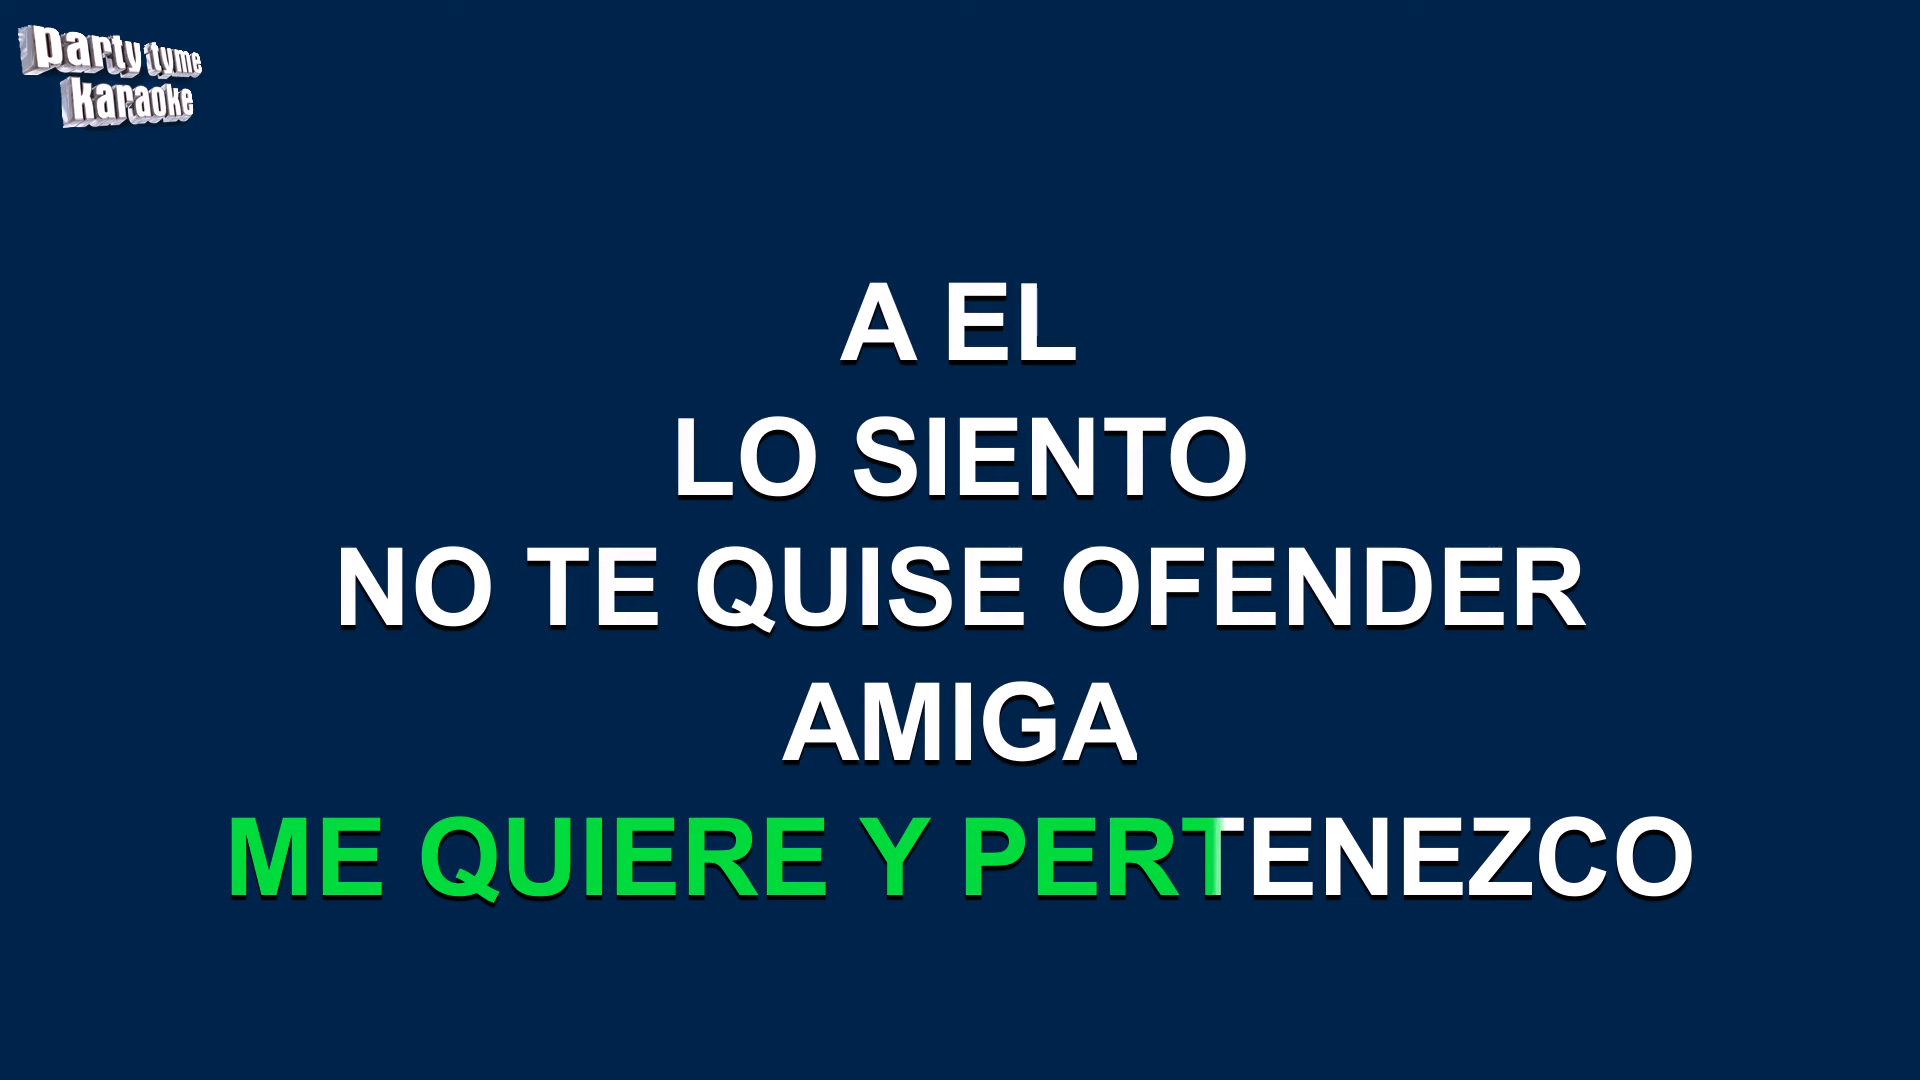 party tyme
karaoke
A EL
LO SIENTO
NO TE QUISE OFENDER
AMIGA
ME QUIERE Y PERTENEZCO